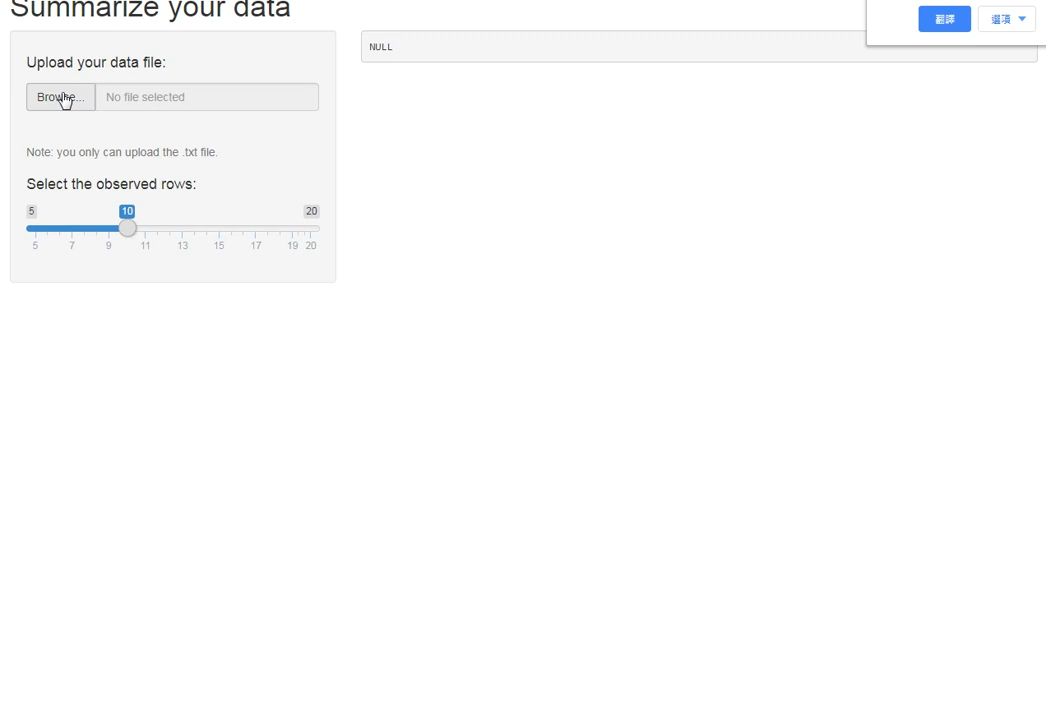 Summarize your data
翻譯 選項
NULL
Upload your data file:
Browse... No file selected
Note: you only can upload the .txt file.
Select the observed rows:
5 10 20
5 7 9 11 13 15 17 19 20